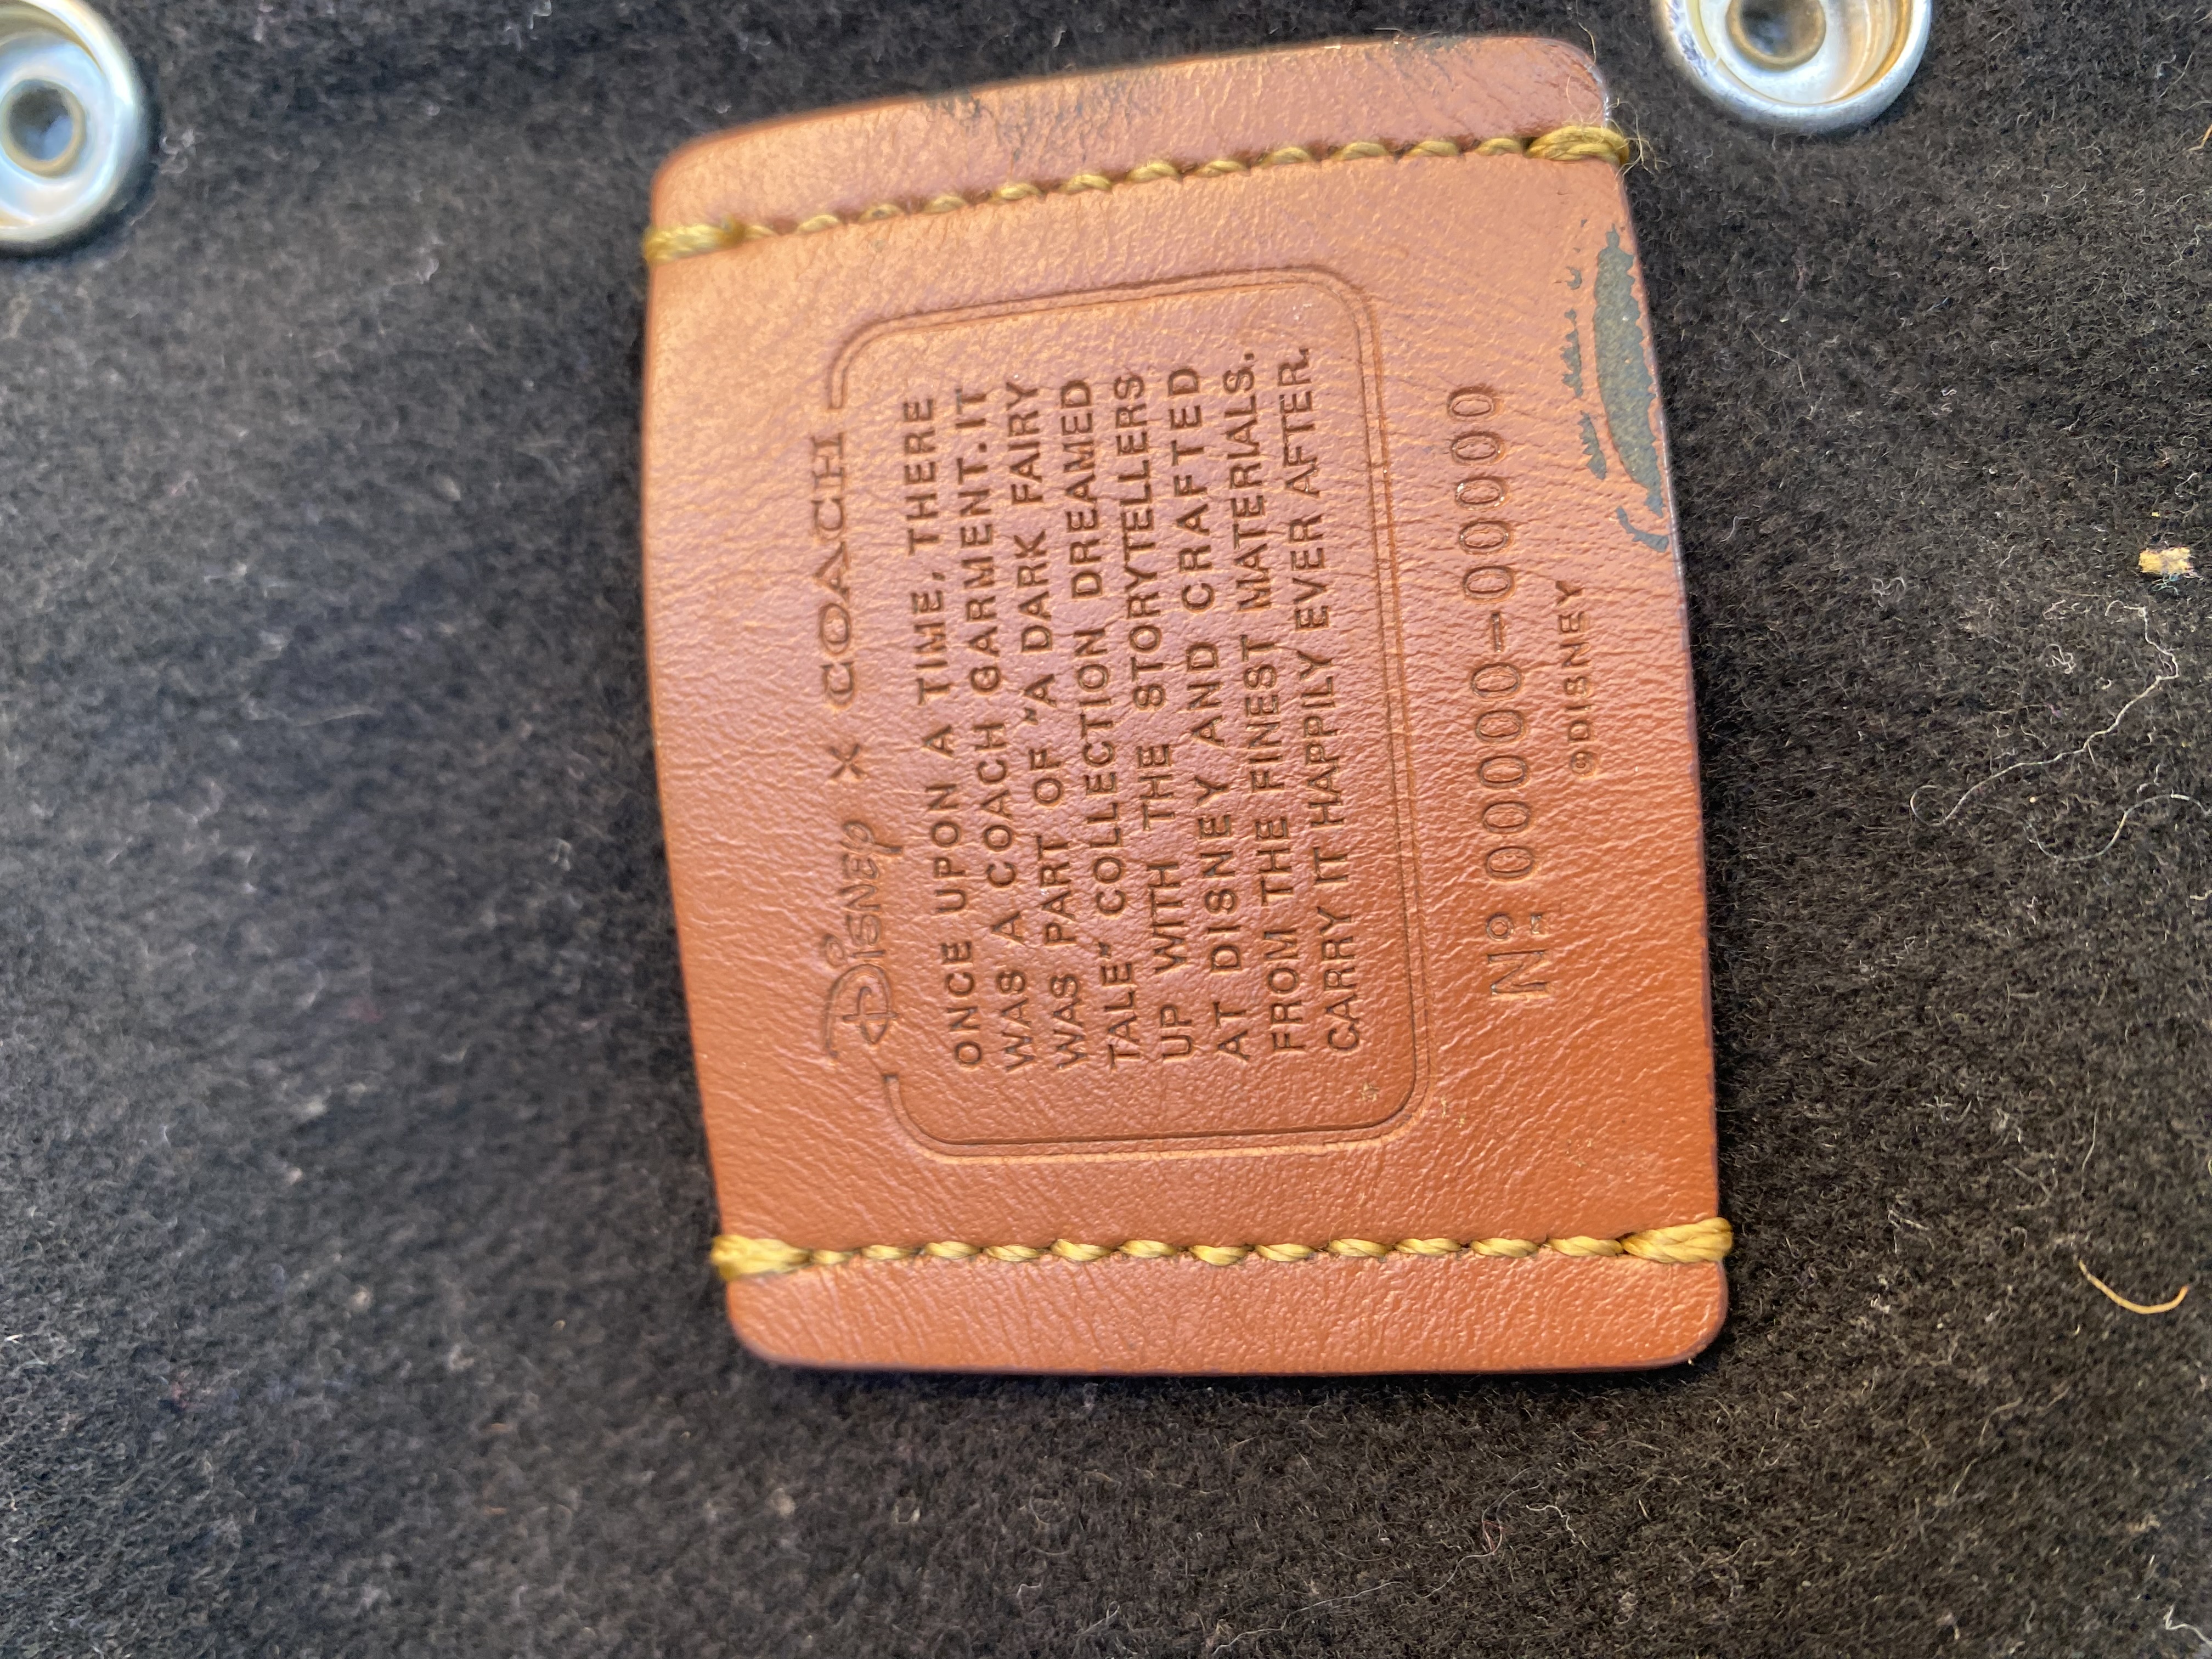 Disney X COACH
ONCE UPON A TIME, THERE
WAS A COACH GARMENT.IT
WAS PART OF "A DARK FAIRY
TALE" COLLECTION DREAMED
UP WITH THE STORYTELLERS
AT DISNEY AND CRAFTED
FROM THE FINEST MATERIALS.
CARRY IT HAPPILY EVER AFTER.
Nº 00000-00000
©DISNEY